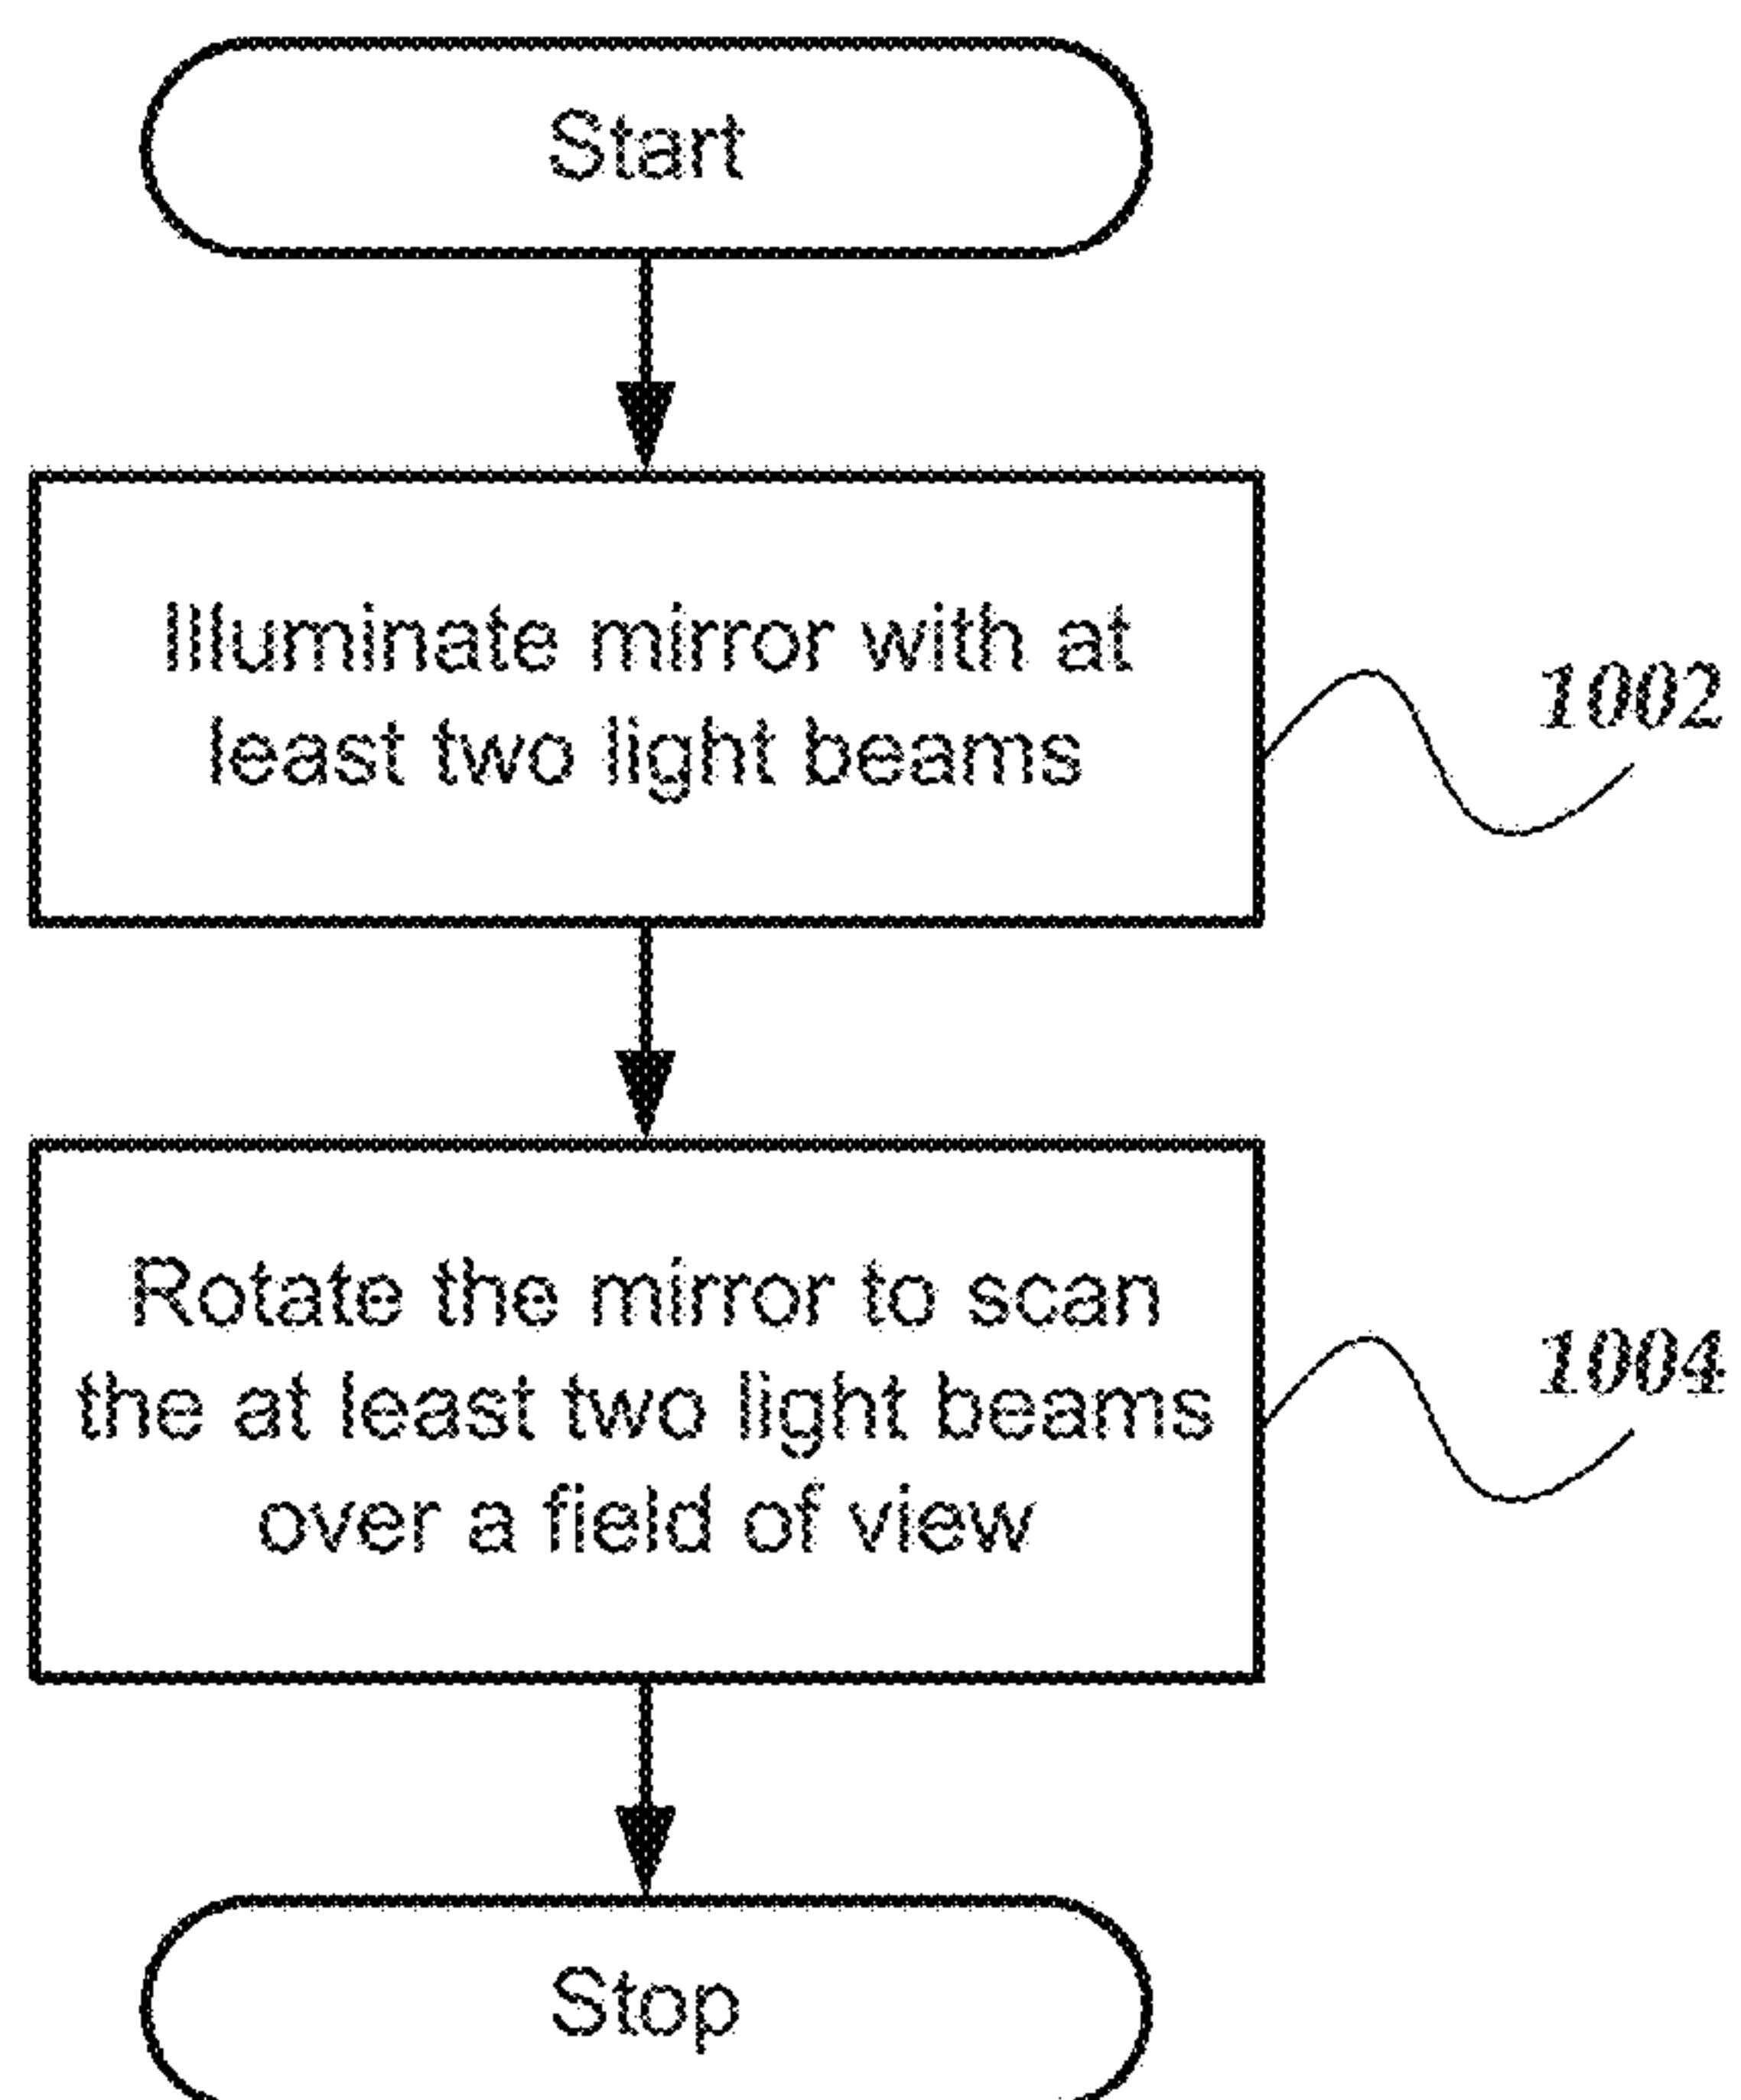 Start
Illuminate mirror with at
least two light beams
1002
Rotate the mirror to scan
the at least two light beams
over a field of view
1004
Stop